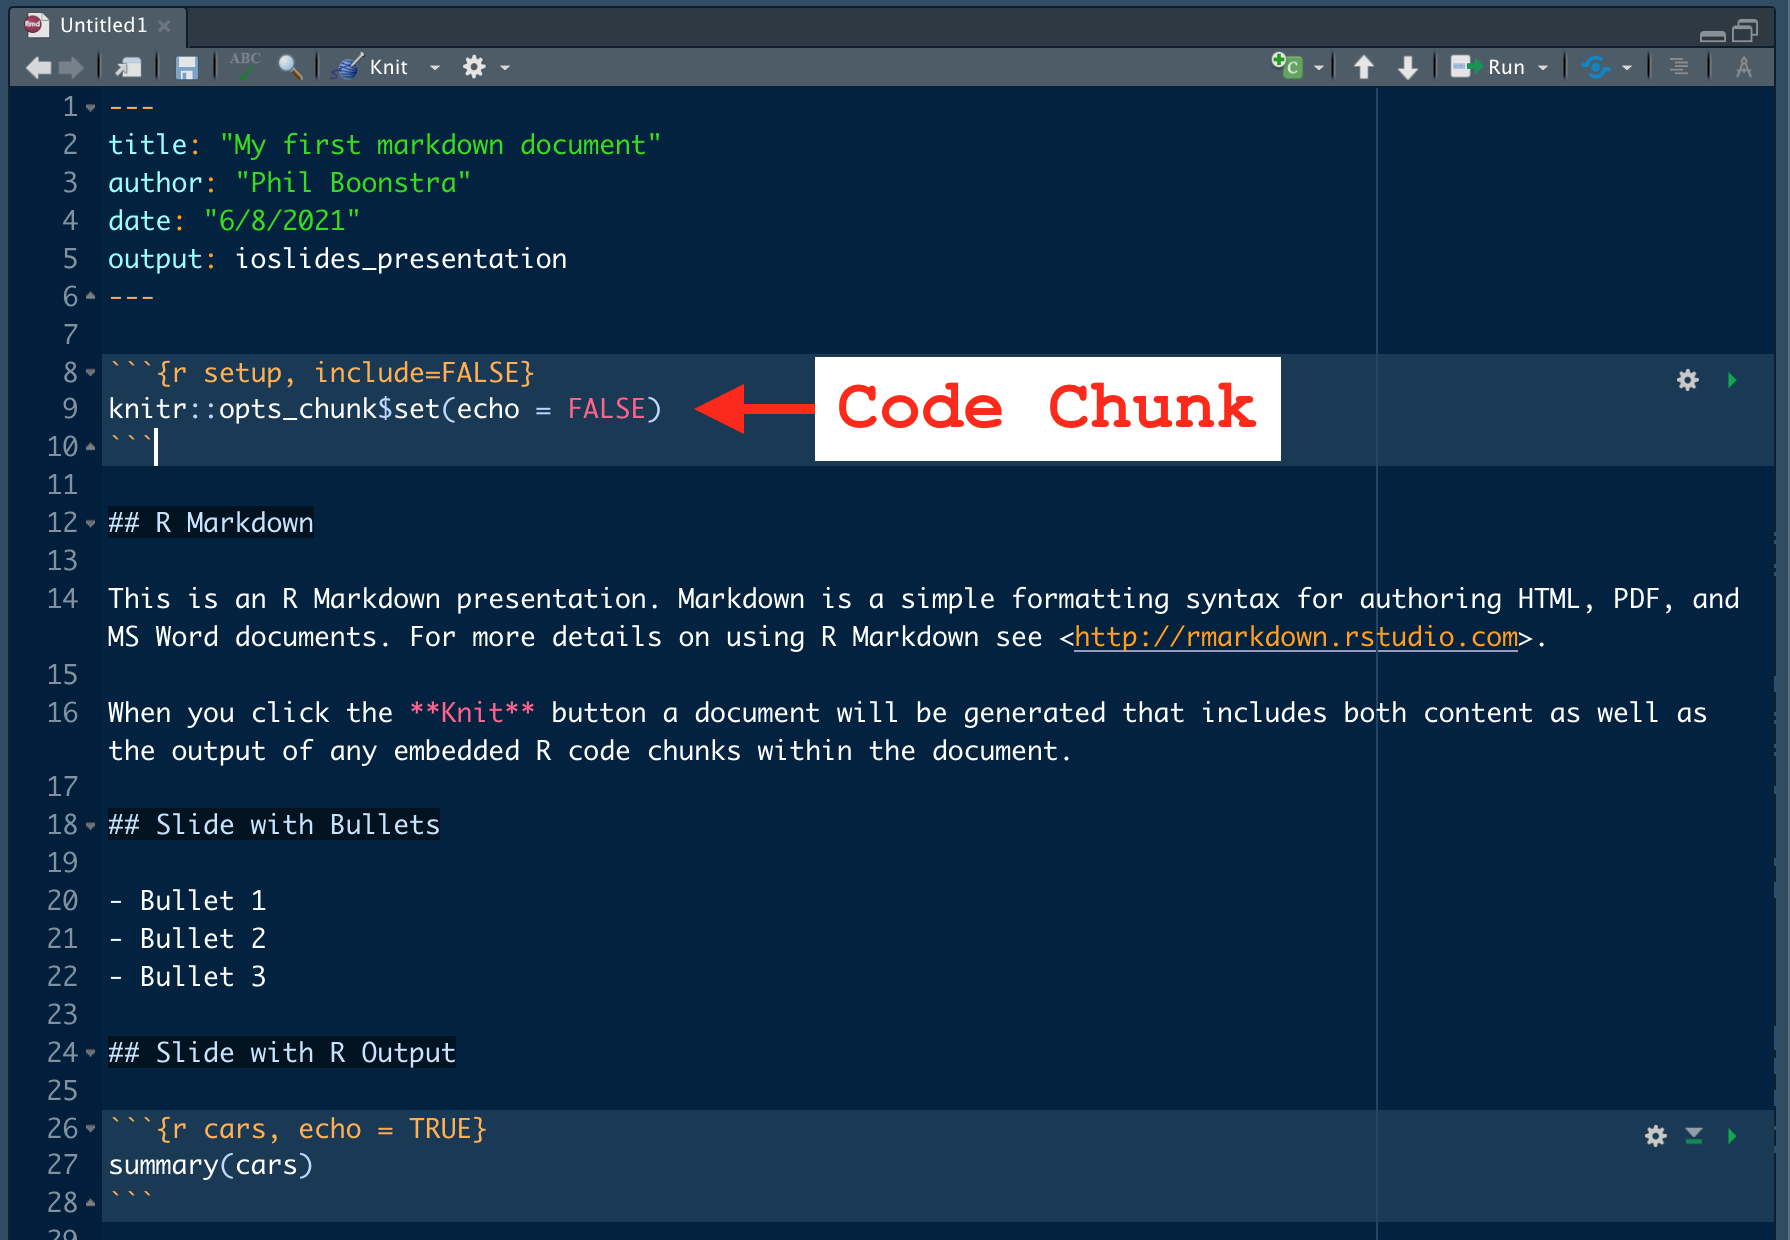 Untitled1
ABC Knit Run
1 ---
2 title: "My first markdown document"
3 author: "Phil Boonstra"
4 date: "6/8/2021"
5 output: ioslides_presentation
6 ---
7
8 ```{r setup, include=FALSE}
9 knitr::opts_chunk$set(echo = FALSE) Code Chunk
10 ```
11
12 ## R Markdown
13
14 This is an R Markdown presentation. Markdown is a simple formatting syntax for authoring HTML, PDF, and
MS Word documents. For more details on using R Markdown see <http://rmarkdown.rstudio.com>.
15
16 When you click the **Knit** button a document will be generated that includes both content as well as
the output of any embedded R code chunks within the document.
17
18 ## Slide with Bullets
19
20 - Bullet 1
21 - Bullet 2
22 - Bullet 3
23
24 ## Slide with R Output
25
26 ```{r cars, echo = TRUE}
27 summary(cars)
28 ```
29